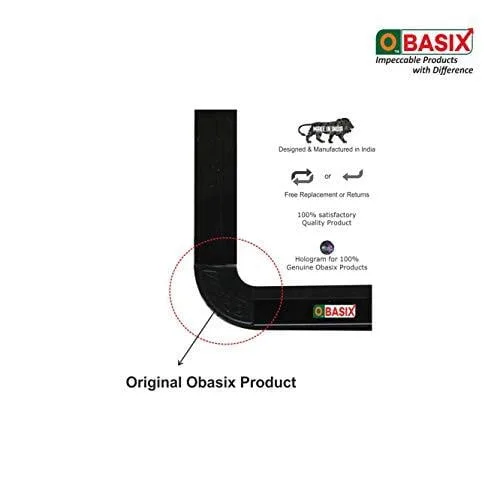 OBASIX
Impeccable Products
with Difference
MAKE IN INDIA
Designed & Manufactured in India
or
Free Replacement or Returns
100% satisfactory
Quality Product
Hologram for 100%
Genuine Obasix Products
OBASIX
Original Obasix Product